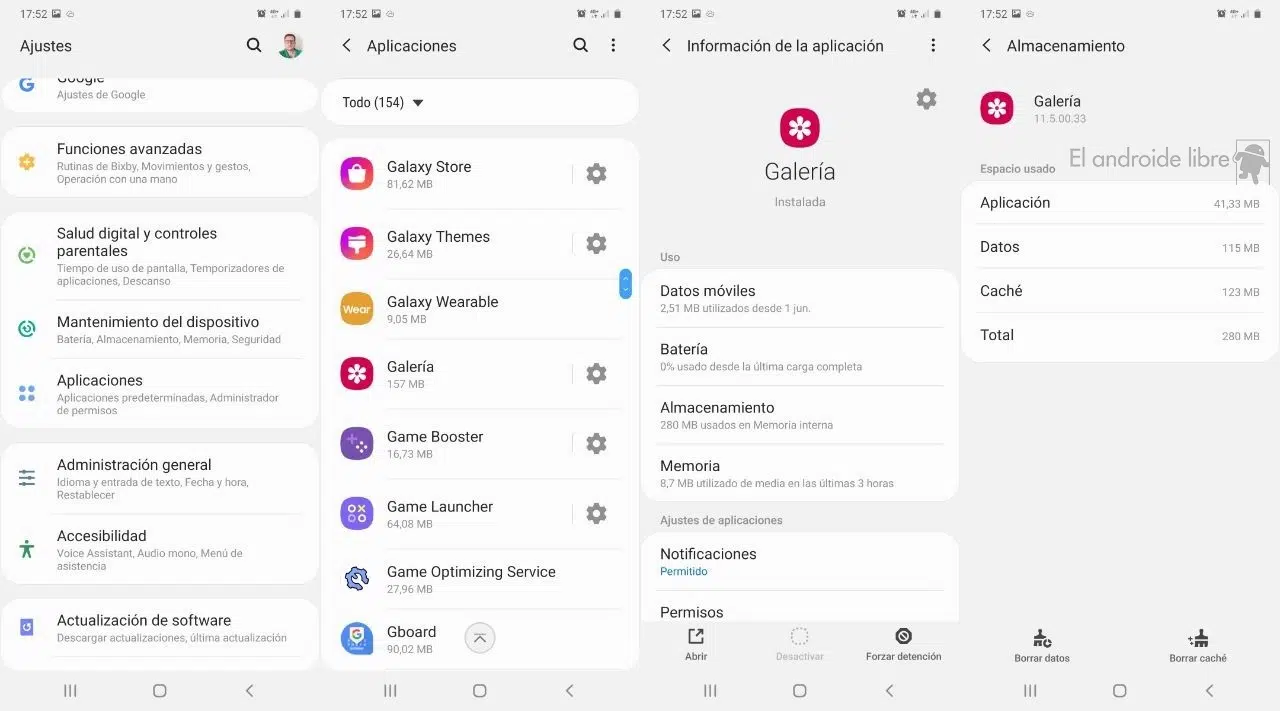 17:52
Ajustes
Google
Ajustes de Google
Funciones avanzadas
Rutinas de Bixby, Movimientos y gestos,
Operación con una mano
Salud digital y controles
parentales
Tiempo de uso de pantalla, Temporizadores de
aplicaciones, Descanso
Mantenimiento del dispositivo
Batería, Almacenamiento, Memoria, Seguridad
Aplicaciones
Aplicaciones predeterminadas, Administrador
de permisos
Administración general
Idioma y entrada de texto, Fecha y hora,
Restablecer
Accesibilidad
Voice Assistant, Audio mono, Menú de
asistencia
Actualización de software
Descargar actualizaciones, última actualización
17:52
Aplicaciones
Todo (154)
Galaxy Store
81,62 MB
Galaxy Themes
26,64 MB
Wear
Galaxy Wearable
9,05 MB
Galería
157 MB
Game Booster
16,73 MB
Game Launcher
64,08 MB
Game Optimizing Service
27,96 MB
Gboard
90,02 MB
17:52
Información de la aplicación
Galería
Instalada
Uso
Datos móviles
2,51 MB utilizados desde 1 jun.
Batería
0% usado desde la última carga completa
Almacenamiento
280 MB usados en Memoria interna
Memoria
8,7 MB utilizado de media en las últimas 3 horas
Ajustes de aplicaciones
Notificaciones
Permitido
Permisos
Abrir
Desactivar
Forzar detención
17:52
Almacenamiento
Galería
11.5.00.33
El androide libre
Espacio usado
Aplicación 41,33 MB
Datos 115 MB
Caché 123 MB
Total 280 MB
Borrar datos
Borrar caché